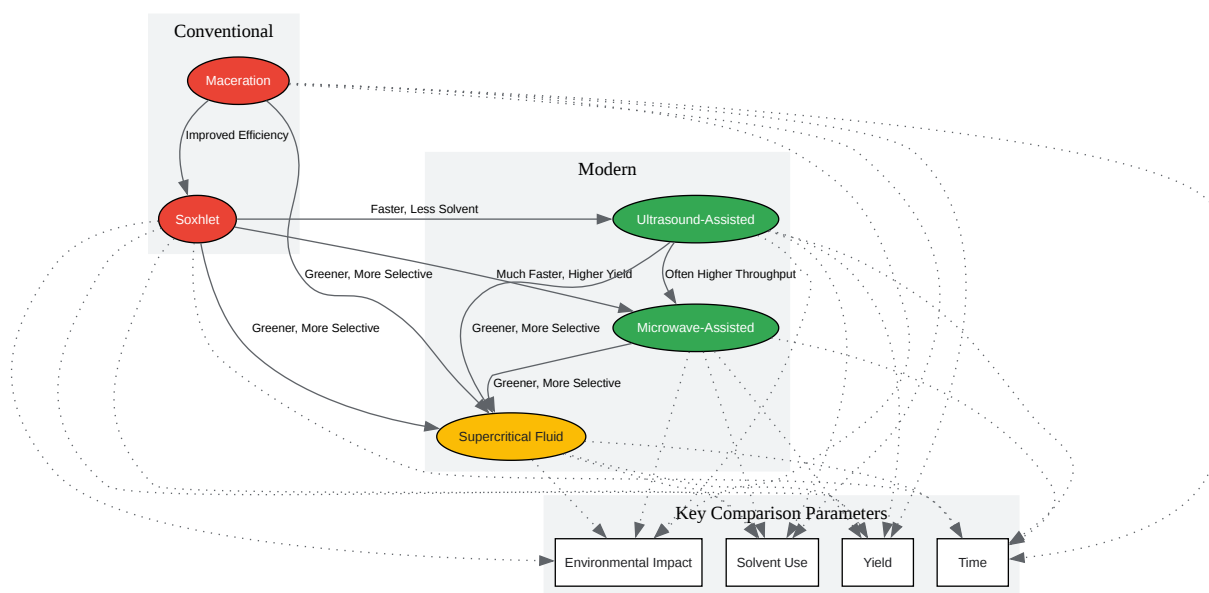 Conventional
Maceration
Improved Efficiency
Modern
Soxhlet
Faster, Less Solvent
Ultrasound-Assisted
Greener, More Selective
Much Faster, Higher Yield
Often Higher Throughput
Greener, More Selective
Greener, More Selective
Microwave-Assisted
Greener, More Selective
Supercritical Fluid
Key Comparison Parameters
Environmental Impact
Solvent Use
Yield
Time